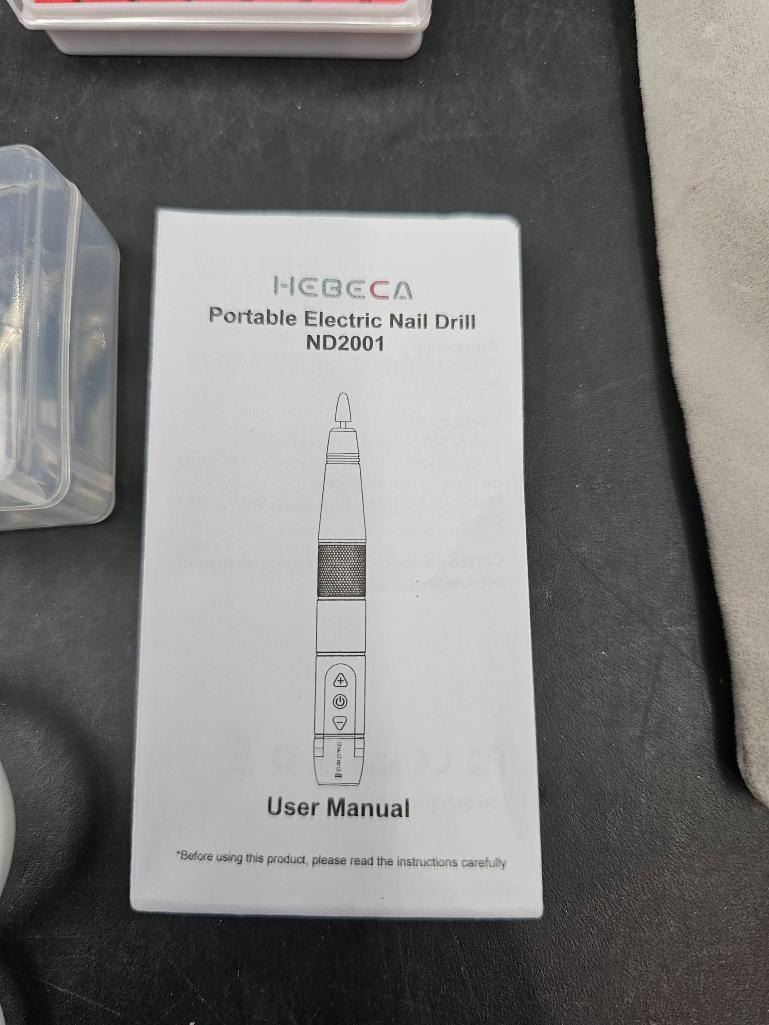 HEBECA
Portable Electric Nail Drill
ND2001
User Manual
*Before using this product, please read the instructions carefully